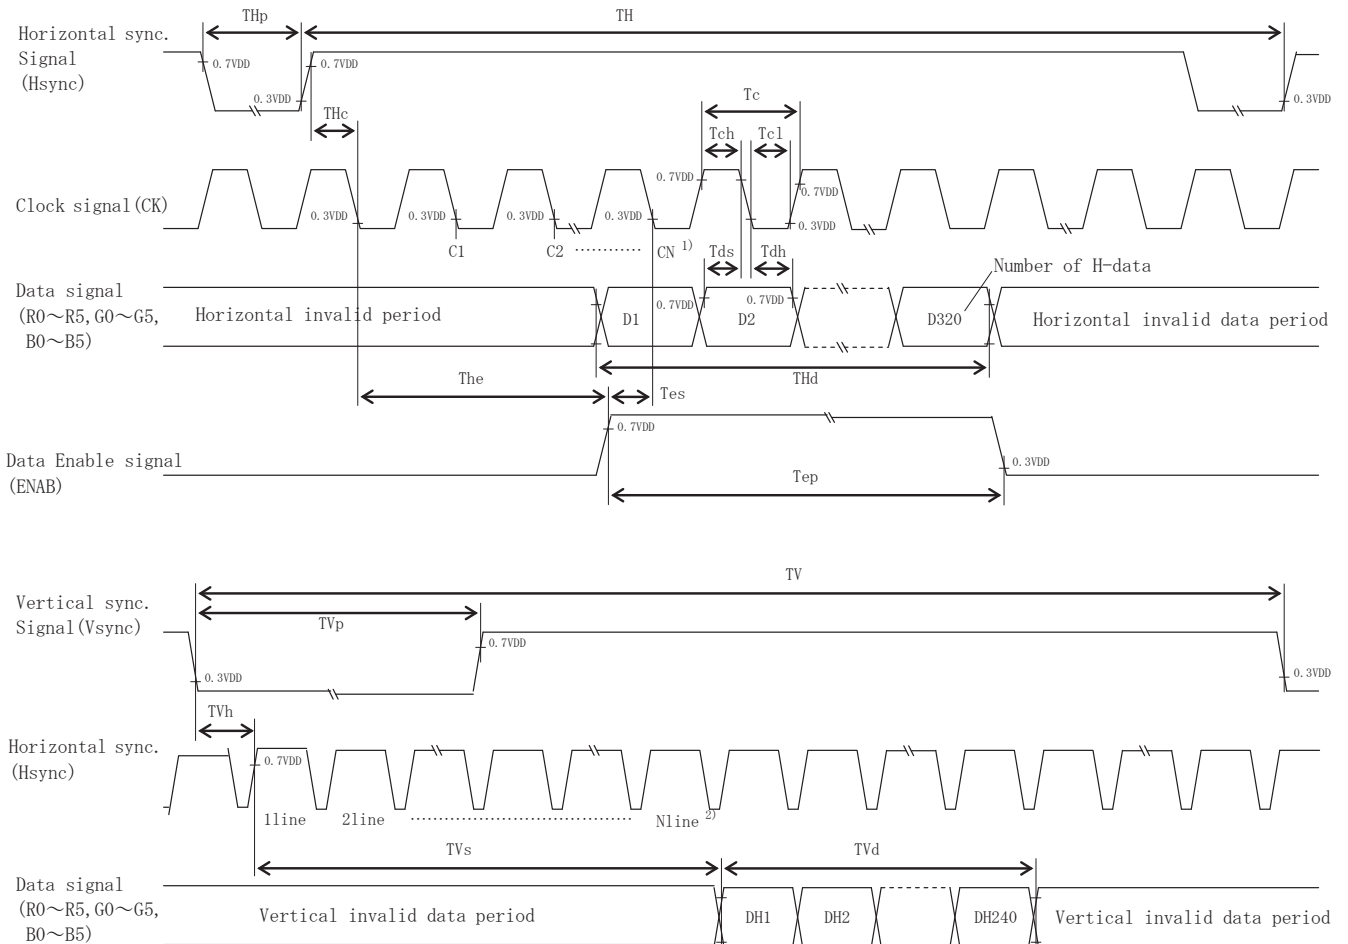 THp
TH
Horizontal sync.
Signal
(Hsync)
0.7VDD
0.7VDD
0.3VDD
0.3VDD
THc
Tc
Tch
Tcl
Clock signal(CK)
0.7VDD
0.7VDD
0.3VDD
0.3VDD
0.3VDD
0.3VDD
0.3VDD
C1
C2
CN 1)
Tds
Tdh
Number of H-data
Data signal
(R0～R5,G0～G5,
B0～B5)
Horizontal invalid period
0.7VDD
0.7VDD
D1
D2
D320
Horizontal invalid data period
THd
The
Tes
0.7VDD
Data Enable signal
(ENAB)
0.3VDD
Tep
TV
Vertical sync.
Signal(Vsync)
TVp
0.7VDD
0.3VDD
0.3VDD
TVh
Horizontal sync.
(Hsync)
0.7VDD
1line
2line
Nline 2)
TVs
TVd
Data signal
(R0～R5,G0～G5,
B0～B5)
Vertical invalid data period
DH1
DH2
DH240
Vertical invalid data period